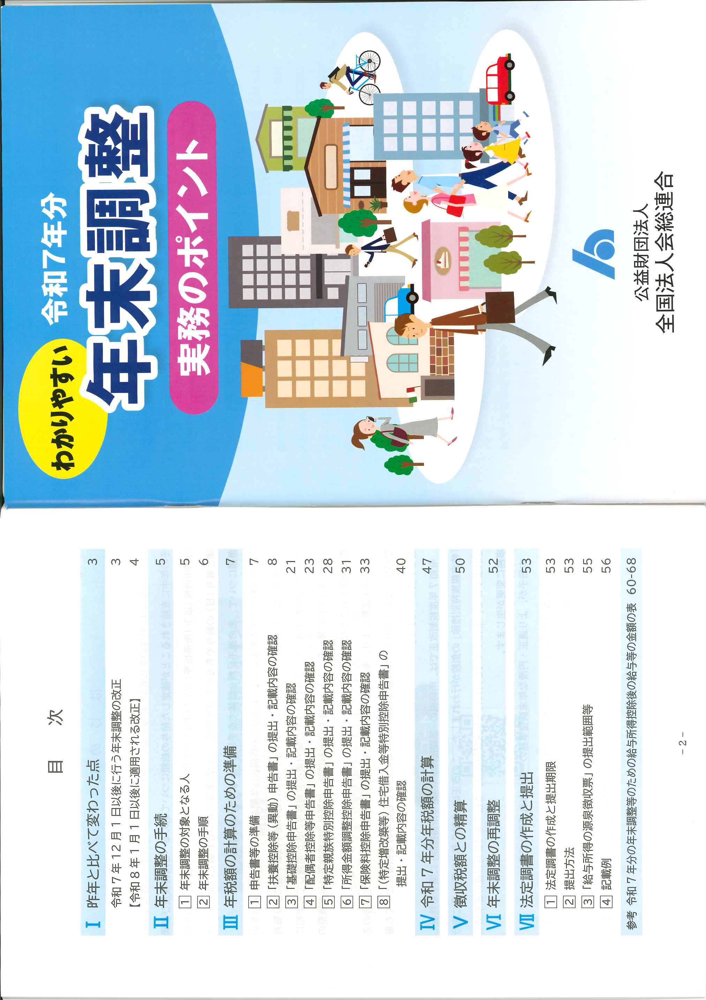 わかりやすい
令和7年分
年末調整
実務のポイント
公益財団法人
全国法人会総連合
目 次
Ⅰ 昨年と比べて変わった点 3
令和7年12月1日以後に行う年末調整の改正 3
【令和8年1月1日以後に適用される改正】 4
Ⅱ 年末調整の手続 5
1 年末調整の対象となる人 5
2 年末調整の手順 6
Ⅲ 年税額の計算のための準備 7
1 申告書等の準備 7
2 「扶養控除等（異動）申告書」の提出・記載内容の確認 8
3 「基礎控除申告書」の提出・記載内容の確認 21
4 「配偶者控除等申告書」の提出・記載内容の確認 23
5 「特定親族特別控除申告書」の提出・記載内容の確認 28
6 「所得金額調整控除申告書」の提出・記載内容の確認 31
7 「保険料控除申告書」の提出・記載内容の確認 33
8 「（特定増改築等）住宅借入金等特別控除申告書」の
提出・記載内容の確認 40
Ⅳ 令和7年分年税額の計算 47
Ⅴ 徴収税額との精算 50
Ⅵ 年末調整の再調整 52
Ⅶ 法定調書の作成と提出 53
1 法定調書の作成と提出期限 53
2 提出方法 53
3 「給与所得の源泉徴収票」の提出範囲等 55
4 記載例 56
参考 令和7年分の年末調整等のための給与所得控除後の給与等の金額の表 60-68
- 2 -